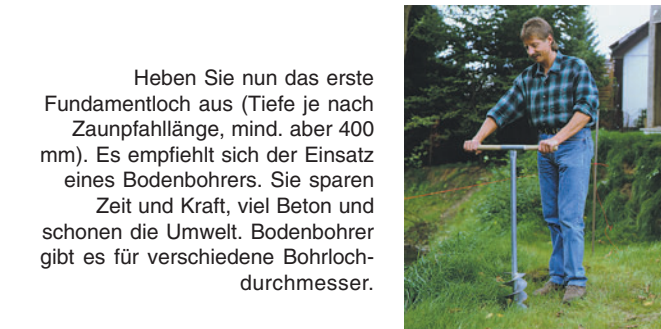 Heben Sie nun das erste
Fundamentloch aus (Tiefe je nach
Zaunpfahllänge, mind. aber 400
mm). Es empfiehlt sich der Einsatz
eines Bodenbohrers. Sie sparen
Zeit und Kraft, viel Beton und
schonen die Umwelt. Bodenbohrer
gibt es für verschiedene Bohrloch-
durchmesser.